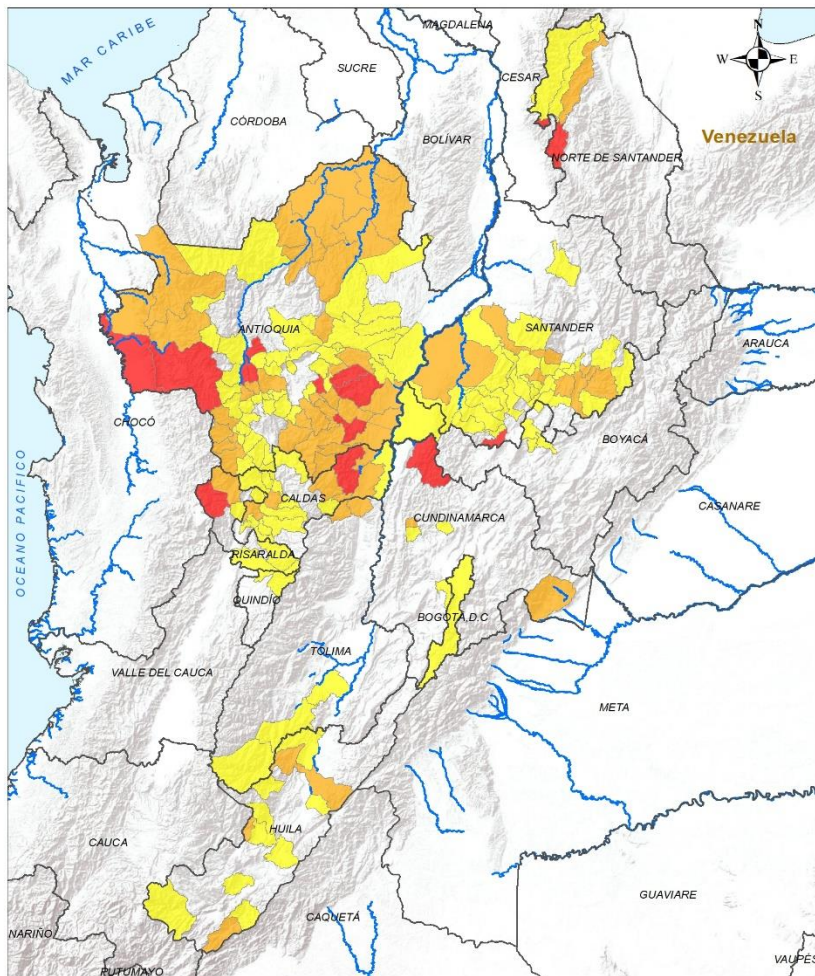 MAGDALENA
MAR CARIBE
SUCRE
CESAR
N
W E
S
CÓRDOBA
BOLÍVAR
Venezuela
NORTE DE SANTANDER
ANTIOQUIA
SANTANDER
ARAUCA
CHOCÓ
BOYACÁ
CALDAS
CASANARE
CUNDINAMARCA
OCEANO PACIFICO
RISARALDA
QUINDÍO
BOGOTÁ, D.C
TOLIMA
VALLE DEL CAUCA
META
HUILA
CAUCA
GUAVIARE
CAQUETÁ
NARIÑO
PUTUMAYO
VAUPÉS